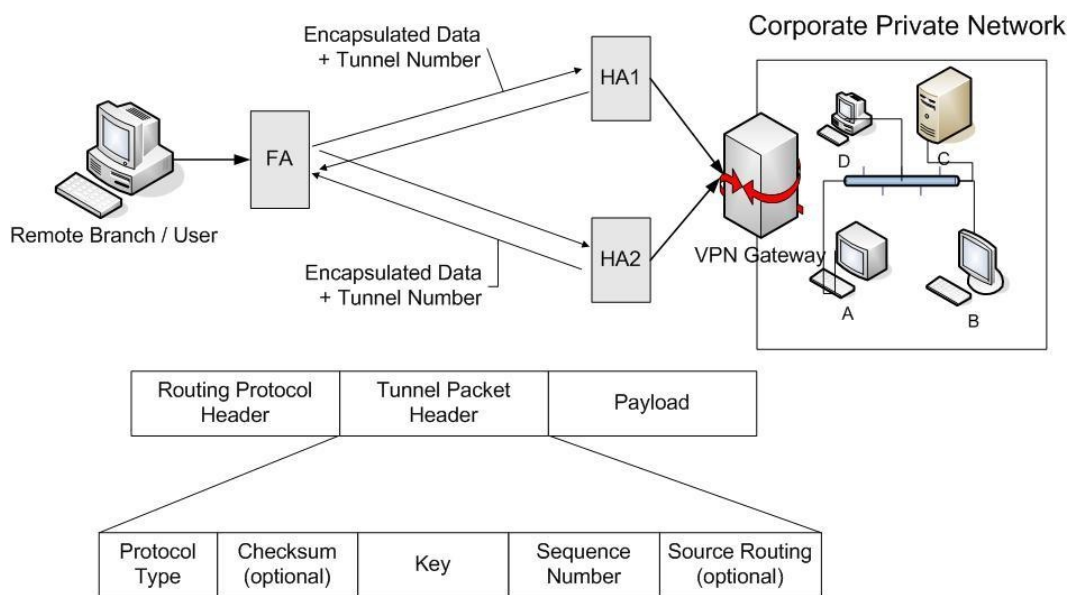 Corporate Private Network
Encapsulated Data
+ Tunnel Number
HA1
FA
D
C
Remote Branch / User
HA2
VPN Gateway
Encapsulated Data
+ Tunnel Number
A
B
Routing Protocol
Header
Tunnel Packet
Header
Payload
Protocol
Type
Checksum
(optional)
Key
Sequence
Number
Source Routing
(optional)